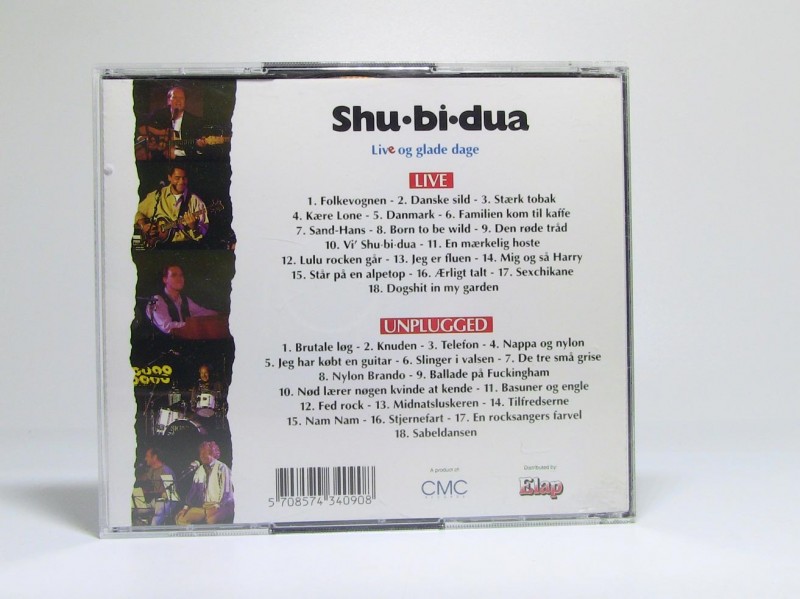 Shu•bi•dua
Live og glade dage
LIVE
1. Folkevognen - 2. Danske sild - 3. Stærk tobak
4. Kære Lone - 5. Danmark - 6. Familien kom til kaffe
7. Sand-Hans - 8. Born to be wild - 9. Den røde tråd
10. Vi' Shu-bi-dua - 11. En mærkelig hoste
12. Lulu rocken går - 13. Jeg er fluen - 14. Mig og så Harry
15. Står på en alpetop - 16. Ærligt talt - 17. Sexchikane
18. Dogshit in my garden
UNPLUGGED
1. Brutale løg - 2. Knuden - 3. Telefon - 4. Nappa og nylon
5. Jeg har købt en guitar - 6. Slinger i valsen - 7. De tre små grise
8. Nylon Brando - 9. Ballade på Fuckingham
10. Nød lærer nøgen kvinde at kende - 11. Basuner og engle
12. Fed rock - 13. Midnatsluskeren - 14. Tilfredserne
15. Nam Nam - 16. Stjernefart - 17. En rocksangers farvel
18. Sabeldansen
5 708574 340908
A product of:
CMC
RECORDS
Distributed by:
Elap